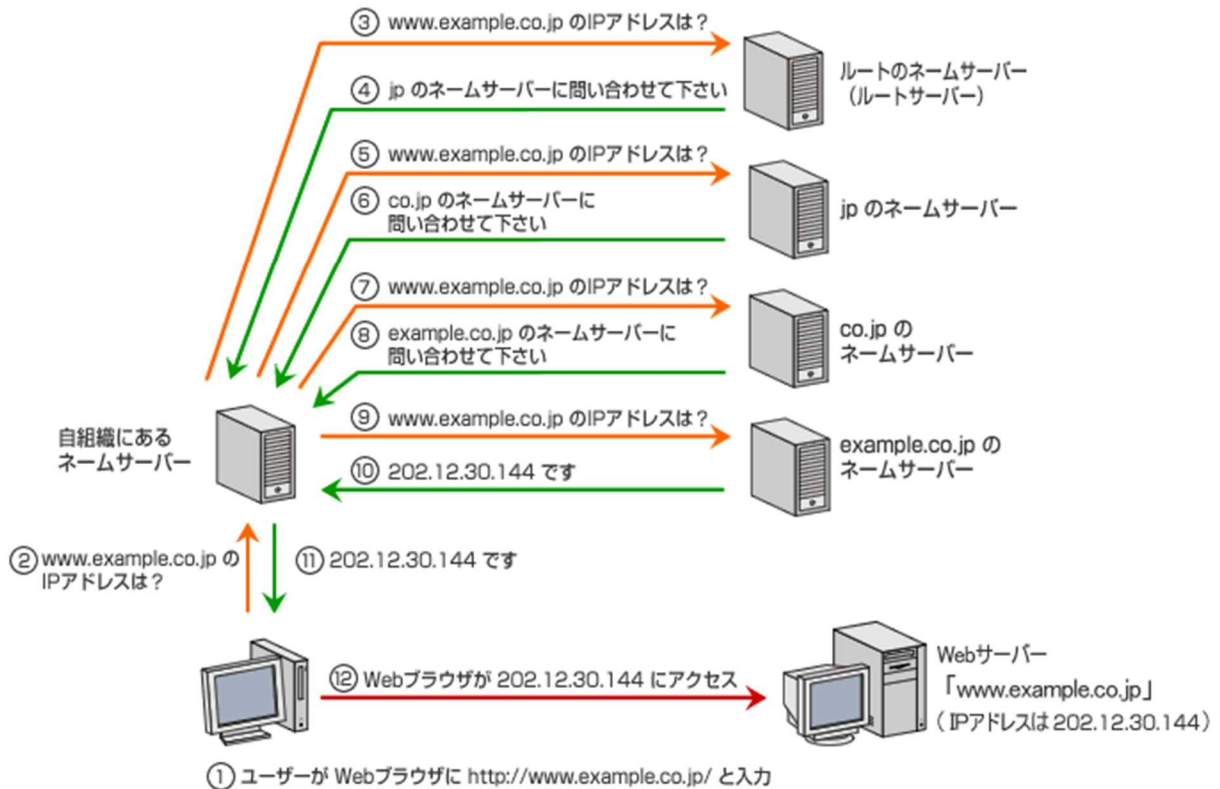 ③ www.example.co.jp のIPアドレスは？
ルートのネームサーバー
（ルートサーバー）
④ jp のネームサーバーに問い合わせて下さい
⑤ www.example.co.jp のIPアドレスは？
jp のネームサーバー
⑥ co.jp のネームサーバーに
問い合わせて下さい
⑦ www.example.co.jp のIPアドレスは？
co.jp の
ネームサーバー
⑧ example.co.jp のネームサーバーに
問い合わせて下さい
自組織にある
ネームサーバー
⑨ www.example.co.jp のIPアドレスは？
example.co.jp の
ネームサーバー
⑩ 202.12.30.144 です
② www.example.co.jp の
IPアドレスは？
⑪ 202.12.30.144 です
⑫ Webブラウザが 202.12.30.144 にアクセス
Webサーバー
「www.example.co.jp」
（ IPアドレスは 202.12.30.144）
① ユーザーが Webブラウザに http://www.example.co.jp/ と入力